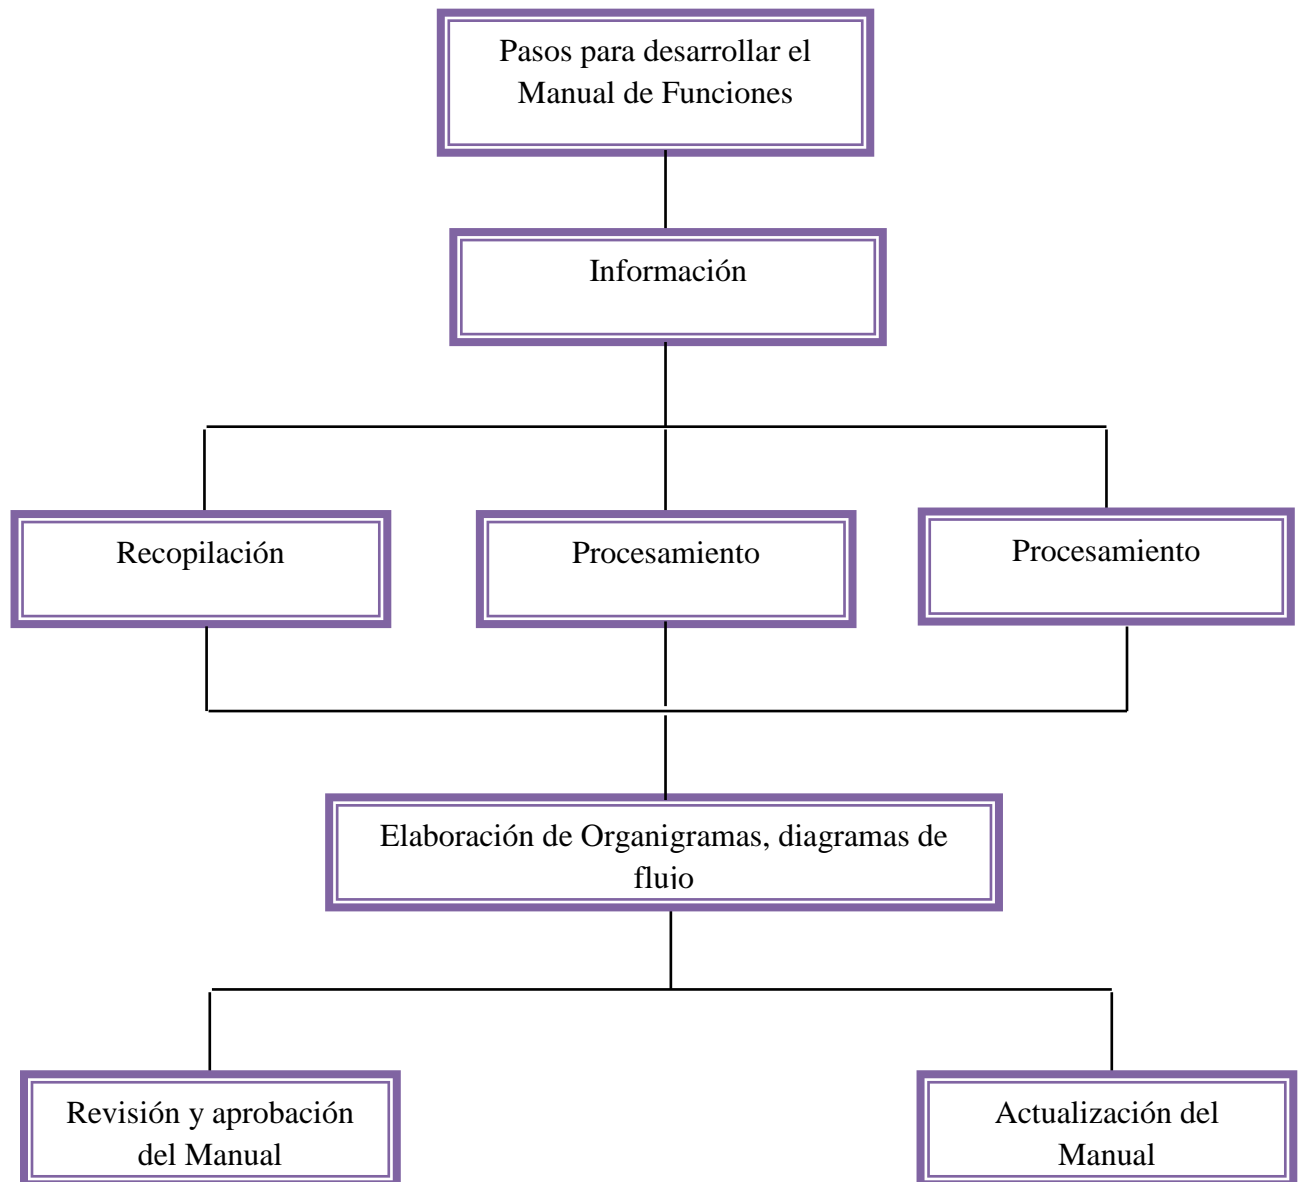 Pasos para desarrollar el
Manual de Funciones
Información
Recopilación
Procesamiento
Procesamiento
Elaboración de Organigramas, diagramas de
flujo
Revisión y aprobación
del Manual
Actualización del
Manual